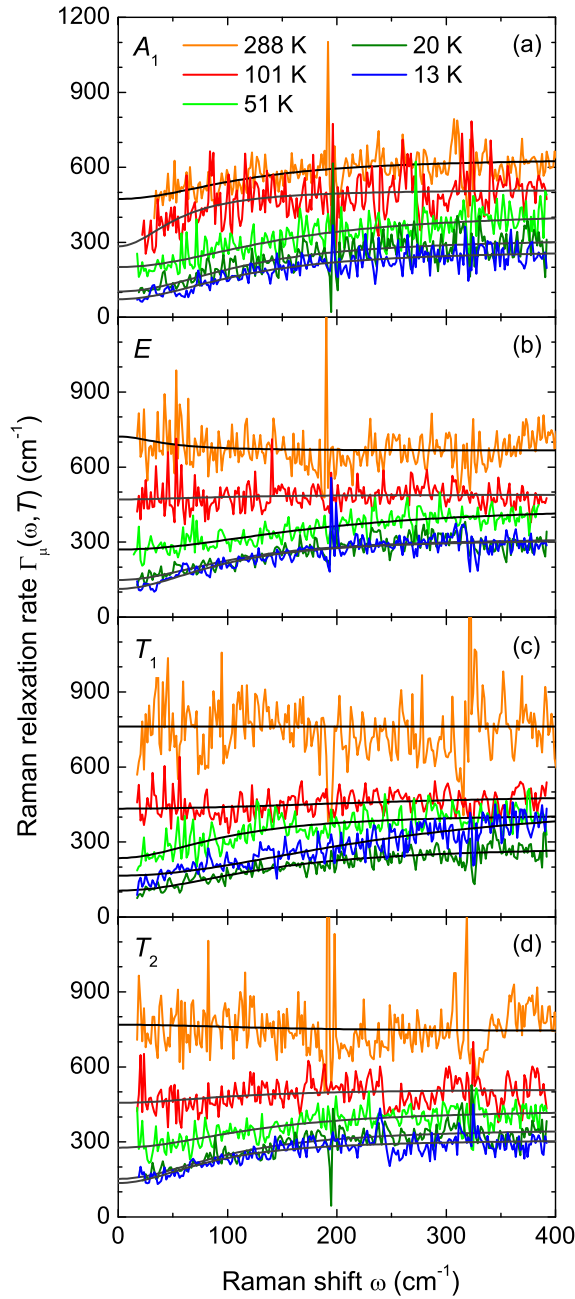 A1 (a)
288 K 20 K
101 K 13 K
51 K
1200
900
600
300
0
E (b)
900
600
300
0
T1 (c)
900
600
300
0
T2 (d)
900
600
300
0
0 100 200 300 400
Raman shift ω (cm-1)
Raman relaxation rate Γμ(ω,T) (cm-1)